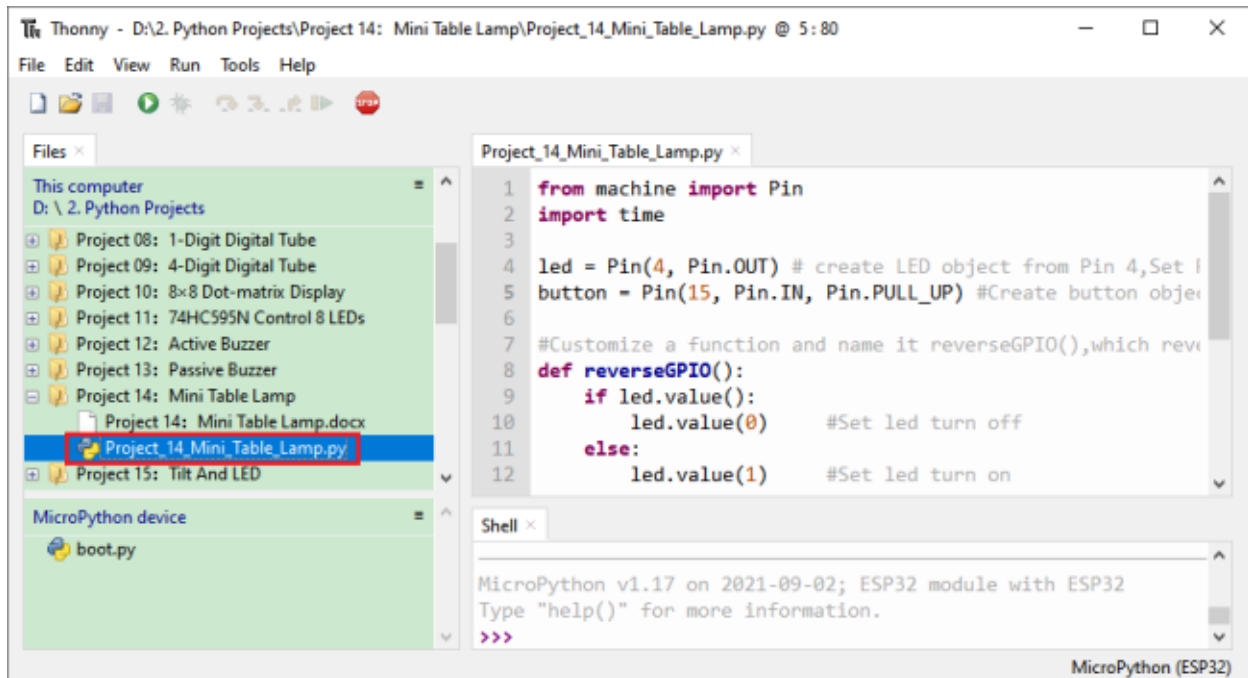 Thonny - D:\2. Python Projects\Project 14: Mini Table Lamp\Project_14_Mini_Table_Lamp.py @ 5:80
File Edit View Run Tools Help
STOP
Files ×
This computer
D: \ 2. Python Projects
Project 08: 1-Digit Digital Tube
Project 09: 4-Digit Digital Tube
Project 10: 8×8 Dot-matrix Display
Project 11: 74HC595N Control 8 LEDs
Project 12: Active Buzzer
Project 13: Passive Buzzer
Project 14: Mini Table Lamp
Project 14: Mini Table Lamp.docx
Project_14_Mini_Table_Lamp.py
Project 15: Tilt And LED
MicroPython device
boot.py
Project_14_Mini_Table_Lamp.py ×
1 from machine import Pin
2 import time
3
4 led = Pin(4, Pin.OUT) # create LED object from Pin 4,Set
5 button = Pin(15, Pin.IN, Pin.PULL_UP) #Create button
6
7 #Customize a function and name it reverseGPIO(),which
8 def reverseGPIO():
9     if led.value():
10         led.value(0)     #Set led turn off
11     else:
12         led.value(1)     #Set led turn on
Shell ×
MicroPython v1.17 on 2021-09-02; ESP32 module with ESP32
Type "help()" for more information.
>>>
MicroPython (ESP32)